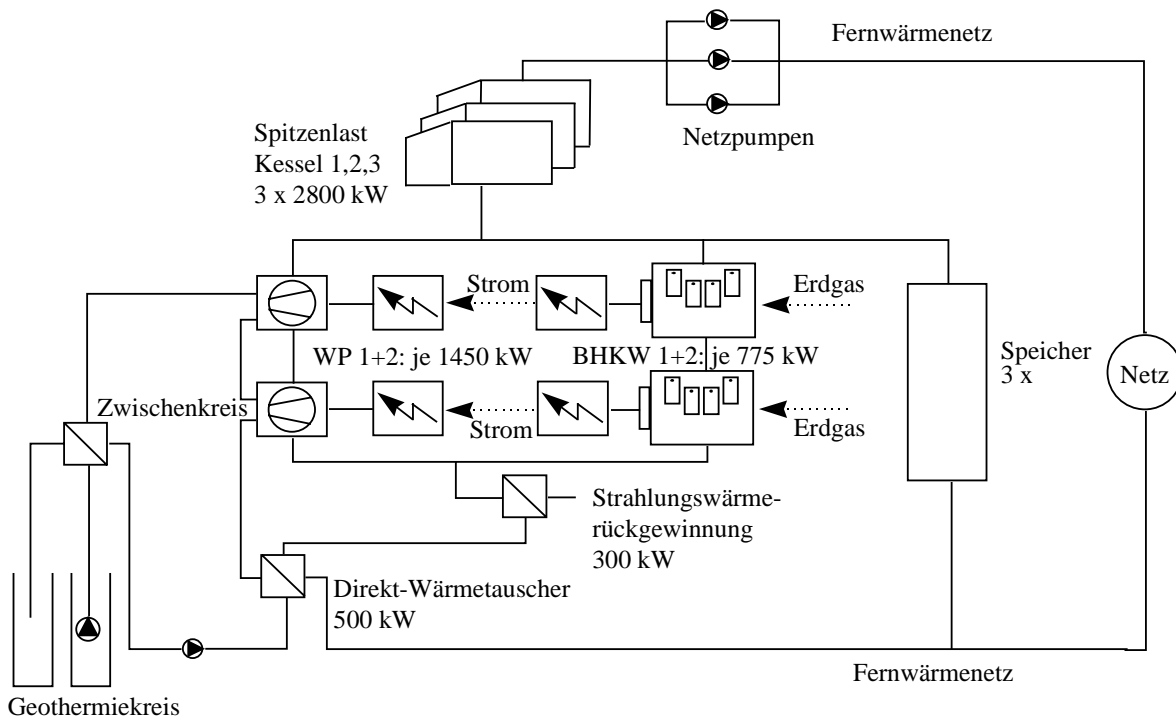 Fernwärmenetz
Netzpumpen
Spitzenlast
Kessel 1,2,3
3 x 2800 kW
Strom
Erdgas
WP 1+2: je 1450 kW
BHKW 1+2: je 775 kW
Speicher
3 x
Netz
Zwischenkreis
Strom
Erdgas
Strahlungswärme-
rückgewinnung
300 kW
Direkt-Wärmetauscher
500 kW
Fernwärmenetz
Geothermiekreis